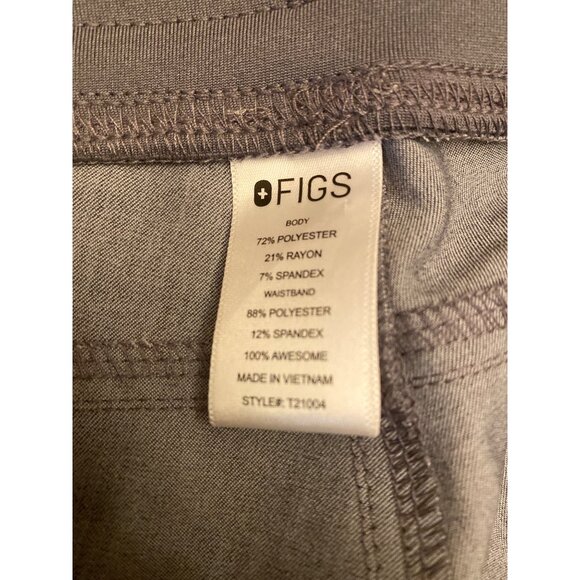 FIGS
BODY
72% POLYESTER
21% RAYON
7% SPANDEX
WAISTBAND
88% POLYESTER
12% SPANDEX
100% AWESOME
MADE IN VIETNAM
STYLE#: T21004